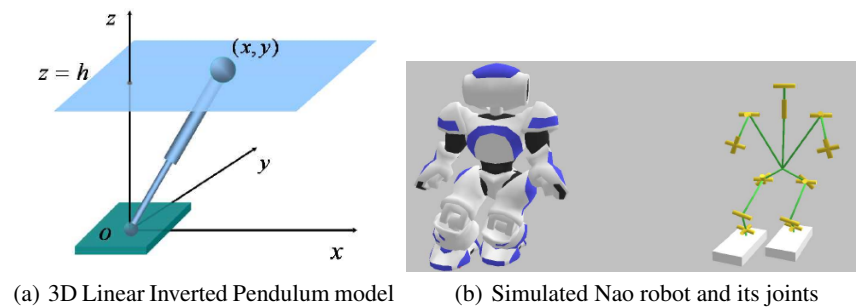 z
(x, y)
z = h
y
O
x
(a) 3D Linear Inverted Pendulum model
(b) Simulated Nao robot and its joints